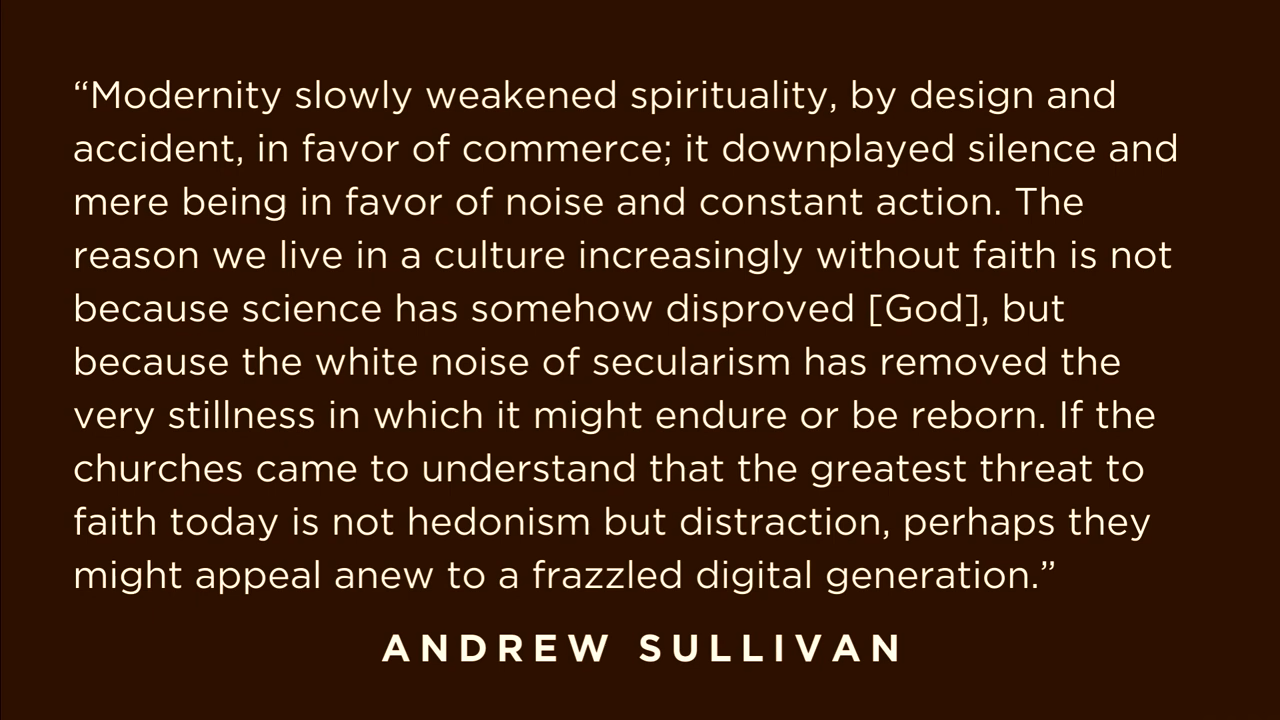 “Modernity slowly weakened spirituality, by design and
accident, in favor of commerce; it downplayed silence and
mere being in favor of noise and constant action. The
reason we live in a culture increasingly without faith is not
because science has somehow disproved [God], but
because the white noise of secularism has removed the
very stillness in which it might endure or be reborn. If the
churches came to understand that the greatest threat to
faith today is not hedonism but distraction, perhaps they
might appeal anew to a frazzled digital generation.”
ANDREW SULLIVAN